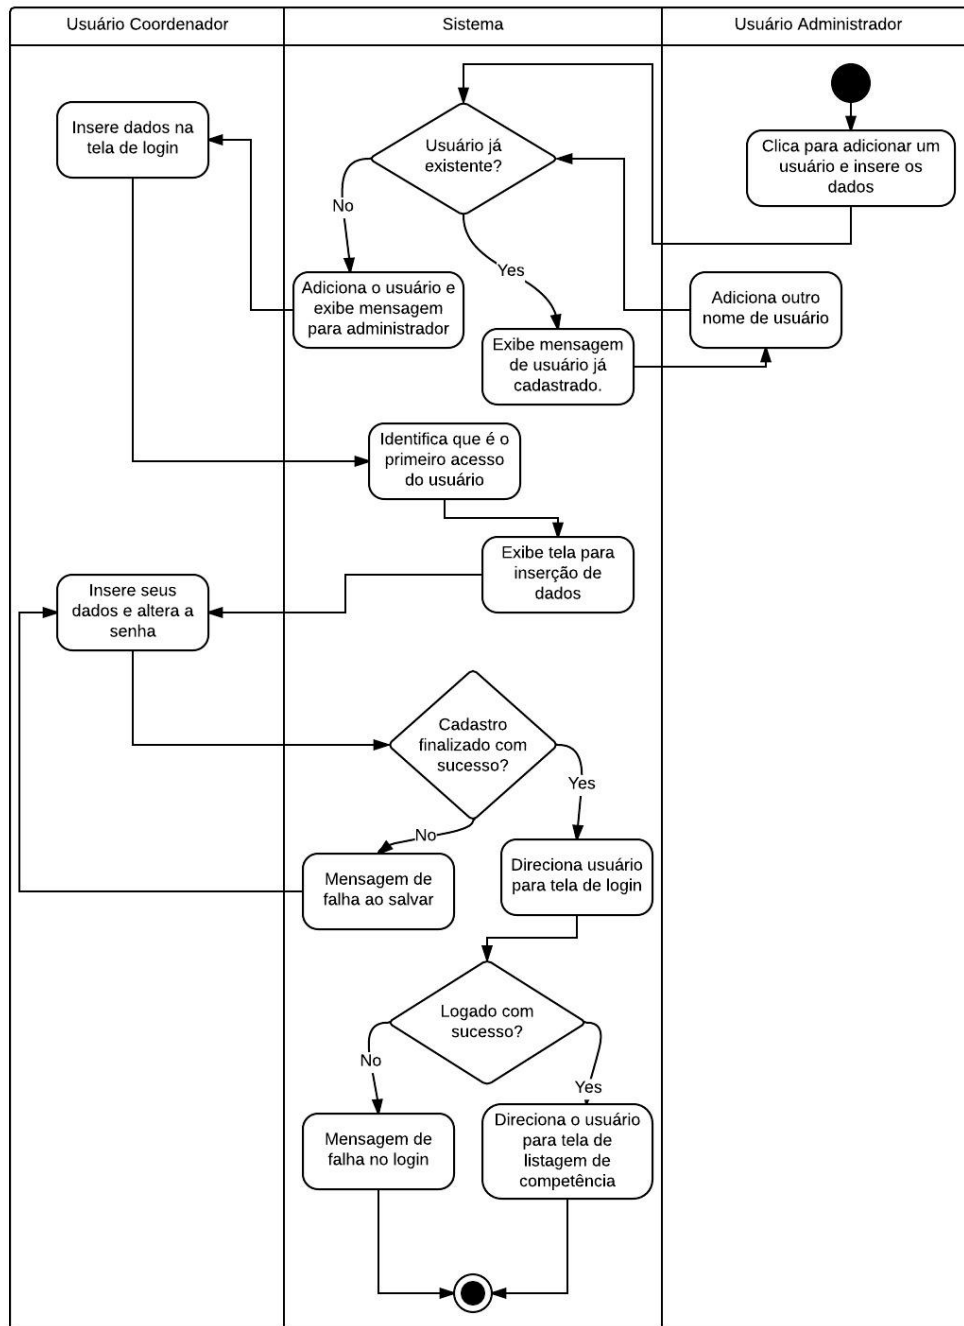 Usuário Coordenador
Sistema
Usuário Administrador
Insere dados na
tela de login
Usuário já
existente?
Clica para adicionar um
usuário e insere os
dados
No
Yes
Adiciona o usuário e
exibe mensagem
para administrador
Adiciona outro
nome de usuário
Exibe mensagem
de usuário já
cadastrado.
Identifica que é o
primeiro acesso
do usuário
Exibe tela para
inserção de
dados
Insere seus
dados e altera a
senha
Cadastro
finalizado com
sucesso?
Yes
No
Mensagem de
falha ao salvar
Direciona usuário
para tela de login
Logado com
sucesso?
No
Yes
Mensagem de
falha no login
Direciona o usuário
para tela de
listagem de
competência